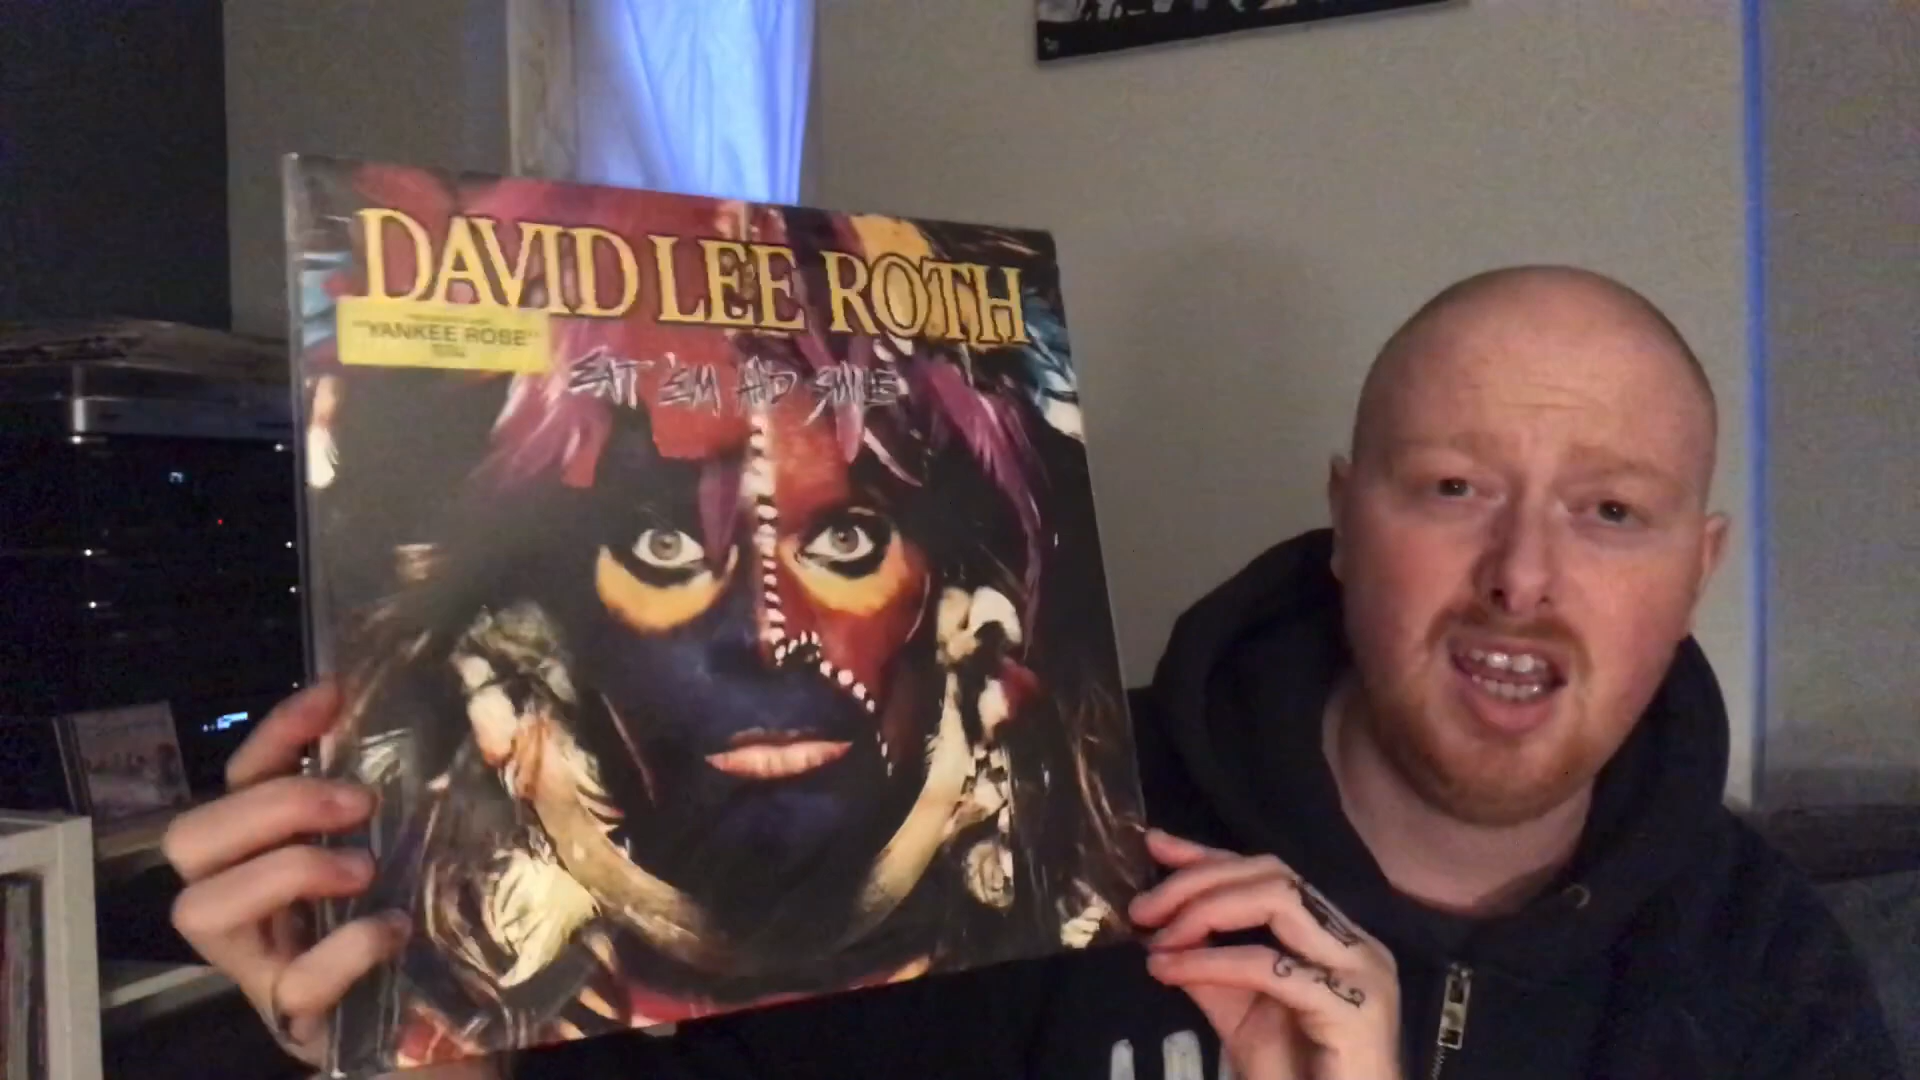 DAVID LEE ROTH
"YANKEE ROSE"
EAT 'EM AND SMILE